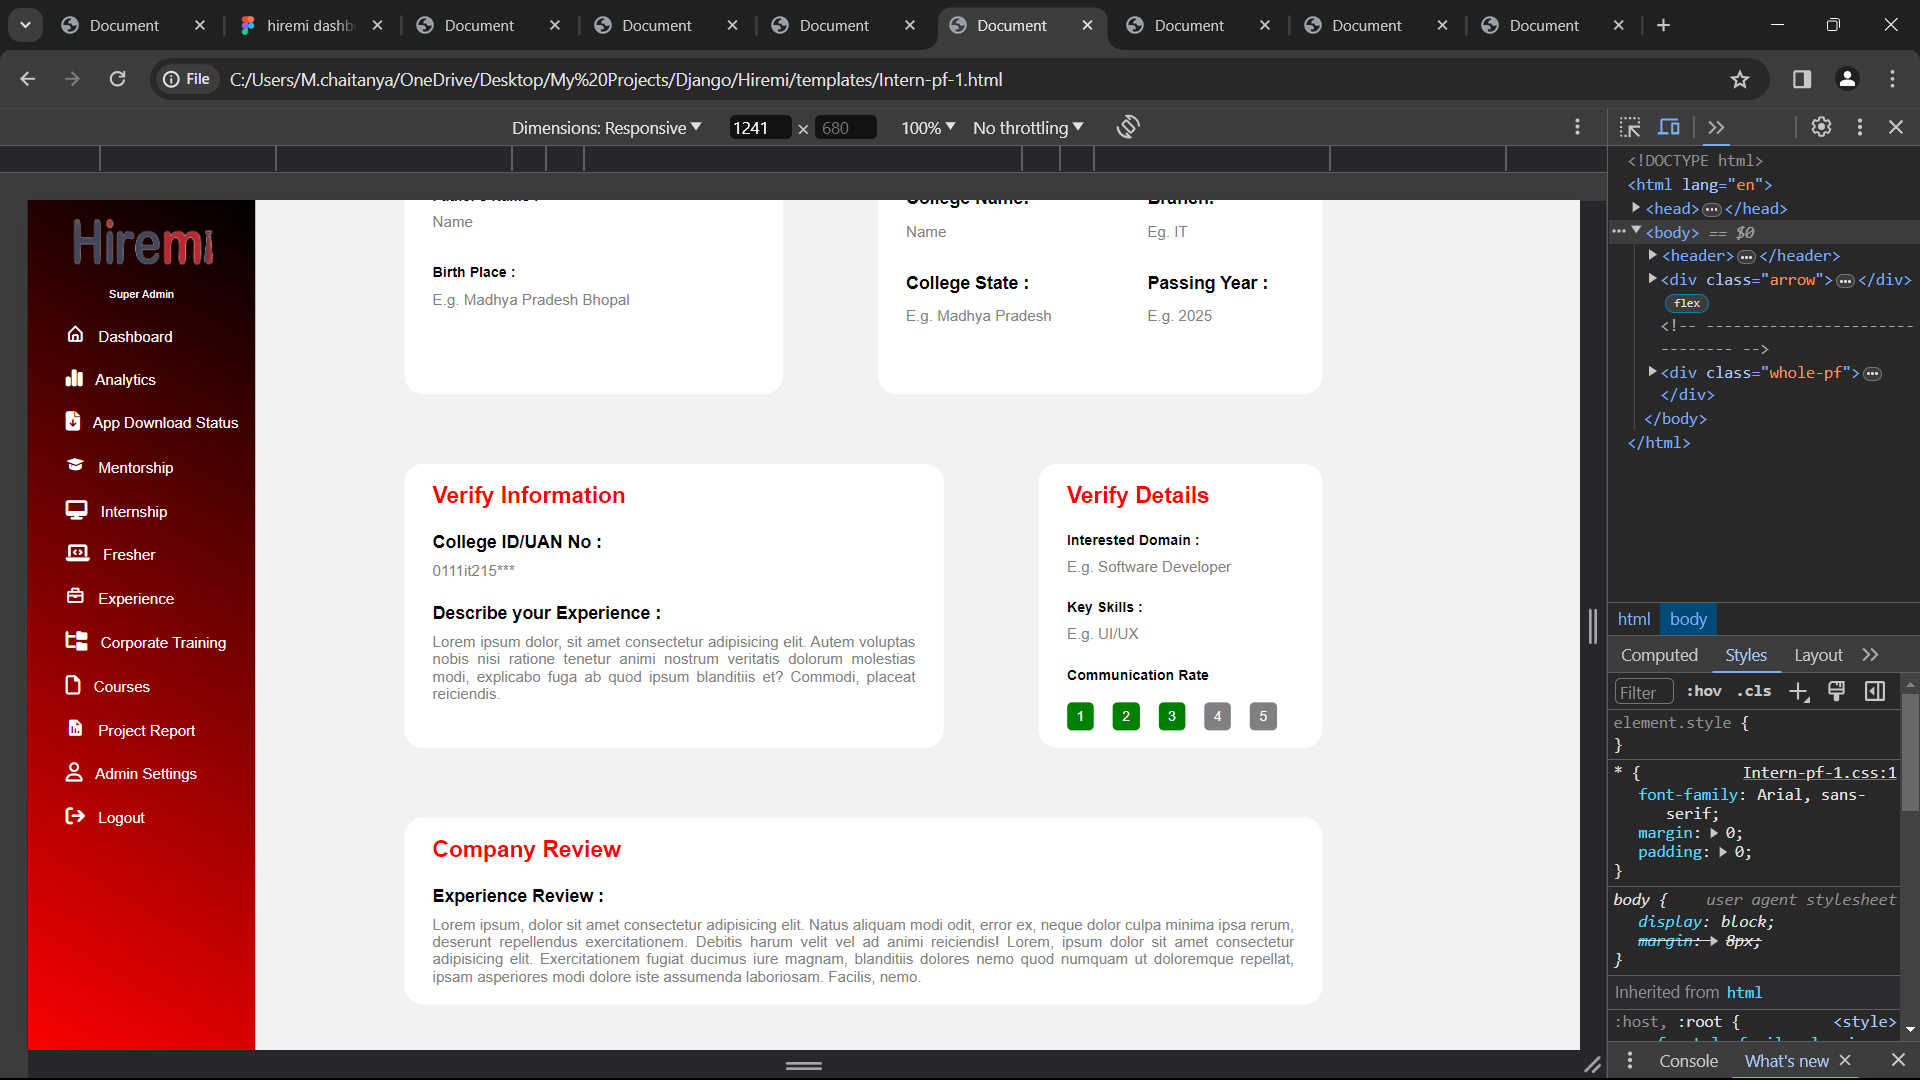 Document
hiremi dashb
Document
Document
Document
Document
Document
Document
Document
File
C:/Users/M.chaitanya/OneDrive/Desktop/My%20Projects/Django/Hiremi/templates/Intern-pf-1.html
Dimensions: Responsive
1241
×
680
100%
No throttling
Hiremi
Super Admin
Dashboard
Analytics
App Download Status
Mentorship
Internship
Fresher
Experience
Corporate Training
Courses
Project Report
Admin Settings
Logout
Father's Name :
Name
Birth Place :
E.g. Madhya Pradesh Bhopal
College Name:
Branch:
Name
Eg. IT
College State :
Passing Year :
E.g. Madhya Pradesh
E.g. 2025
Verify Information
College ID/UAN No :
0111it215***
Describe your Experience :
Lorem ipsum dolor, sit amet consectetur adipisicing elit. Autem voluptas
nobis nisi ratione tenetur animi nostrum veritatis dolorum molestias
modi, explicabo fuga ab quod ipsum blanditiis et? Commodi, placeat
reiciendis.
Verify Details
Interested Domain :
E.g. Software Developer
Key Skills :
E.g. UI/UX
Communication Rate
1 2 3 4 5
Company Review
Experience Review :
Lorem ipsum, dolor sit amet consectetur adipisicing elit. Natus aliquam modi odit, error ex, neque dolor culpa minima ipsa rerum,
deserunt repellendus exercitationem. Debitis harum velit vel ad animi reiciendis! Lorem, ipsum dolor sit amet consectetur
adipisicing elit. Exercitationem fugiat ducimus iure magnam, blanditiis dolores nemo quod numquam ut doloremque repellat,
ipsam asperiores modi dolore iste assumenda laboriosam. Facilis, nemo.
<!DOCTYPE html>
<html lang="en">
<head>…</head>
<body> == $0
<header>…</header>
<div class="arrow">…</div>
flex
<!-- -----------------------
-------- -->
<div class="whole-pf">…
</div>
</body>
</html>
html body
Computed Styles Layout
Filter :hov .cls
element.style {
}
* { Intern-pf-1.css:1
font-family: Arial, sans-
serif;
margin: 0;
padding: 0;
}
body { user agent stylesheet
display: block;
margin: 8px;
}
Inherited from html
:host, :root { <style>
Console What's new